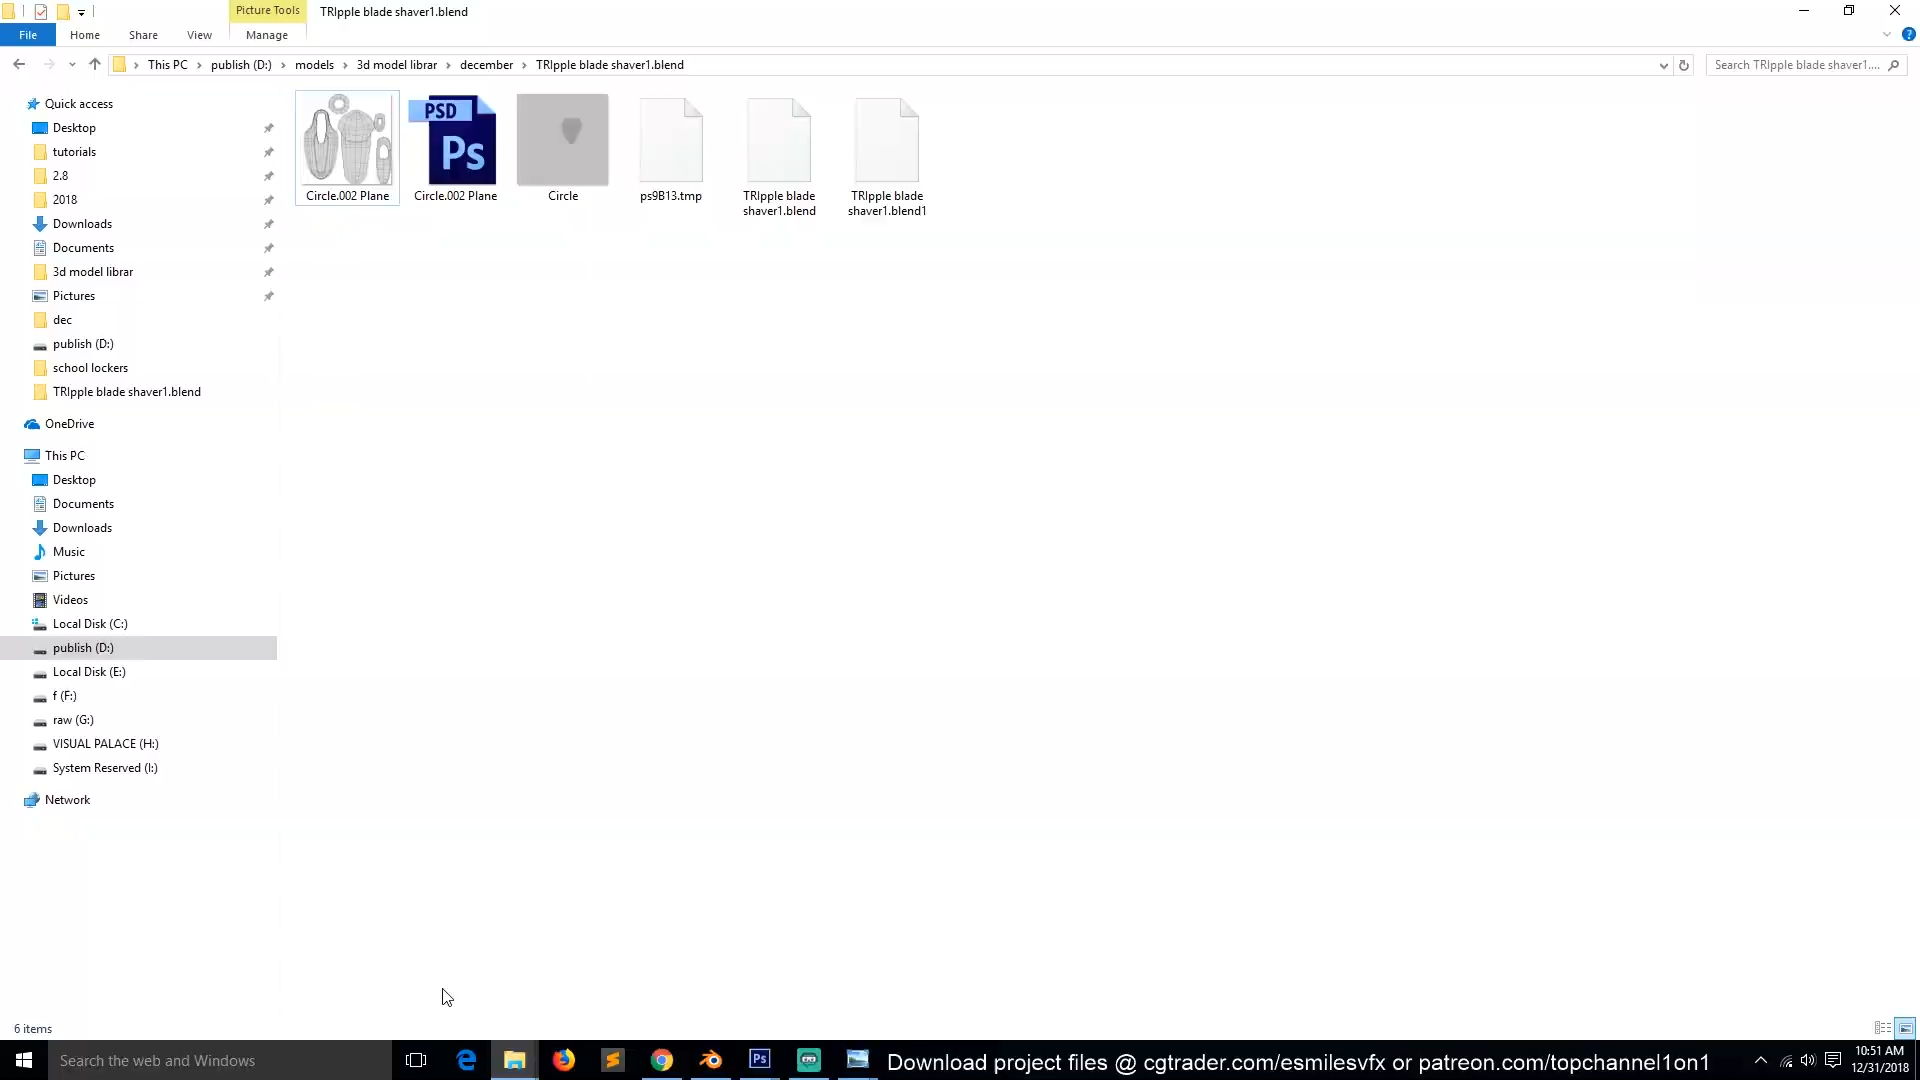 Picture Tools
TRIpple blade shaver1.blend
File
Home
Share
View
Manage
This PC
publish (D:)
models
3d model librar
december
TRIpple blade shaver1.blend
Search TRIpple blade shaver1....
Quick access
Desktop
tutorials
2.8
2018
Downloads
Documents
3d model librar
Pictures
dec
publish (D:)
school lockers
TRIpple blade shaver1.blend
OneDrive
This PC
Desktop
Documents
Downloads
Music
Pictures
Videos
Local Disk (C:)
publish (D:)
Local Disk (E:)
f (F:)
raw (G:)
VISUAL PALACE (H:)
System Reserved (I:)
Network
PSD
Ps
Circle.002 Plane
Circle.002 Plane
Circle
ps9B13.tmp
TRIpple blade
shaver1.blend
TRIpple blade
shaver1.blend1
6 items
Search the web and Windows
Ps
Download project files @ cgtrader.com/esmilesvfx or patreon.com/topchannel1on1
10:51 AM
12/31/2018